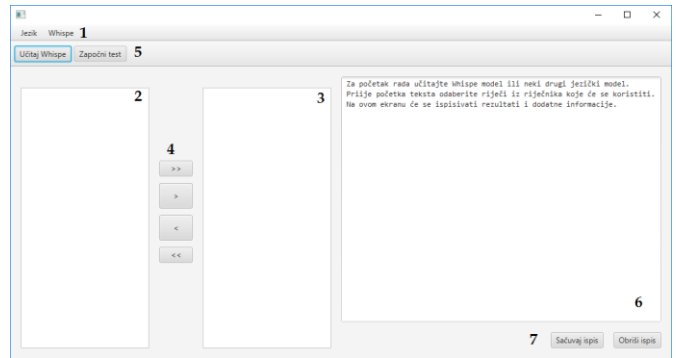 Jezik Whispe 1
Učitaj Whispe Započni test 5
Za početak rada učitajte Whispe model ili neki drugi jezički model.
Priije početka teksta odaberite riječi iz riječnika koje će se koristiti.
Na ovom ekranu će se ispisivati rezultati i dodatne informacije.
2
3
4
>>
>
<
<<
6
7 Sačuvaj ispis Obriši ispis